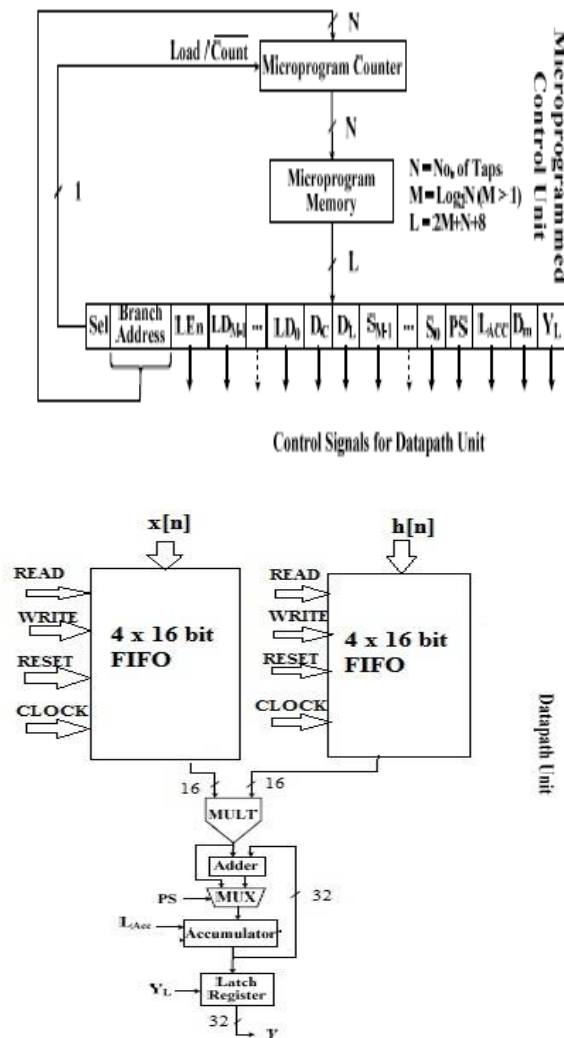 N
Load / Count
Microprogram Counter
Microprogrammed
Control Unit
N
1
Microprogram
Memory
N = No. of Taps
M = Log2N (M > 1)
L = 2M+N+8
L
Sel
Branch
Address
LEn
LDM-1
...
LD0
DC
DL
SM-1
...
S0
PS
LACC
Dm
YL
Control Signals for Datapath Unit
x[n]
h[n]
READ
WRITE
RESET
CLOCK
4 x 16 bit
FIFO
READ
WRITE
RESET
CLOCK
4 x 16 bit
FIFO
Datapath Unit
16
16
MULT
Adder
PS
MUX
32
LAcc
Accumulator
YL
Latch
Register
32
Y